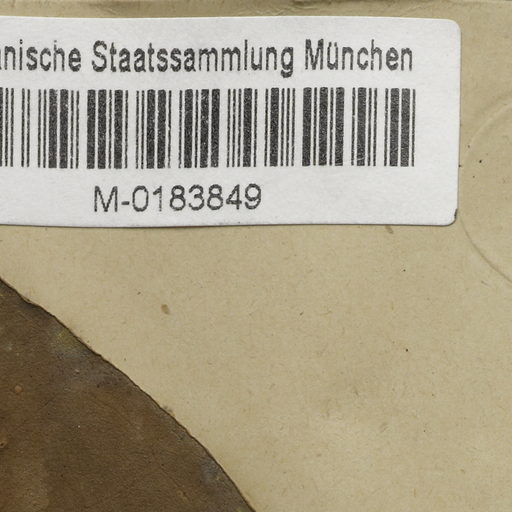 nische Staatssammlung München
M-0183849